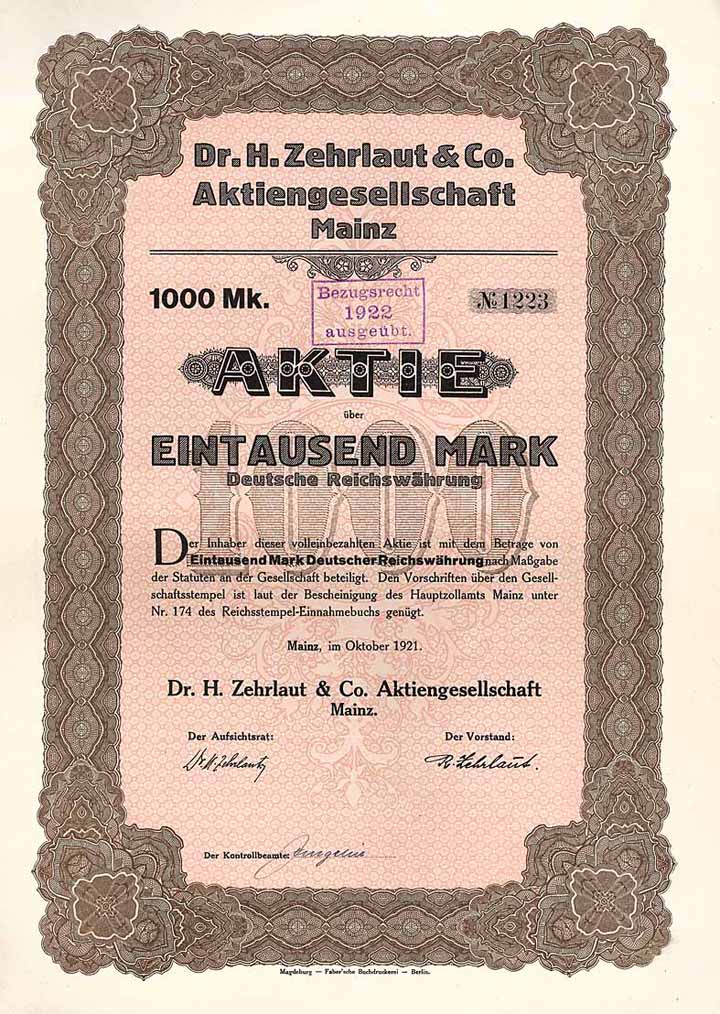 Dr. H. Zehrlaut & Co.
Aktiengesellschaft
Mainz
1000 Mk.
Bezugsrecht
1922
ausgeübt.
№ 1223
AKTIE
über
1000
EINTAUSEND MARK
Deutsche Reichswährung
Der Inhaber dieser volleinbezahlten Aktie ist mit dem Betrage von
Eintausend Mark Deutscher Reichswährung nach Maßgabe
der Statuten an der Gesellschaft beteiligt. Den Vorschriften über den Gesell-
schaftsstempel ist laut der Bescheinigung des Hauptzollamts Mainz unter
Nr. 174 des Reichsstempel-Einnahmebuchs genügt.
Mainz, im Oktober 1921.
Dr. H. Zehrlaut & Co. Aktiengesellschaft
Mainz.
Der Aufsichtsrat:
Der Vorstand:
Dr H. Zehrlaut
R. Zehrlaut.
Der Kontrollbeamte:
Magdeburg — Faber'sche Buchdruckerei — Berlin.